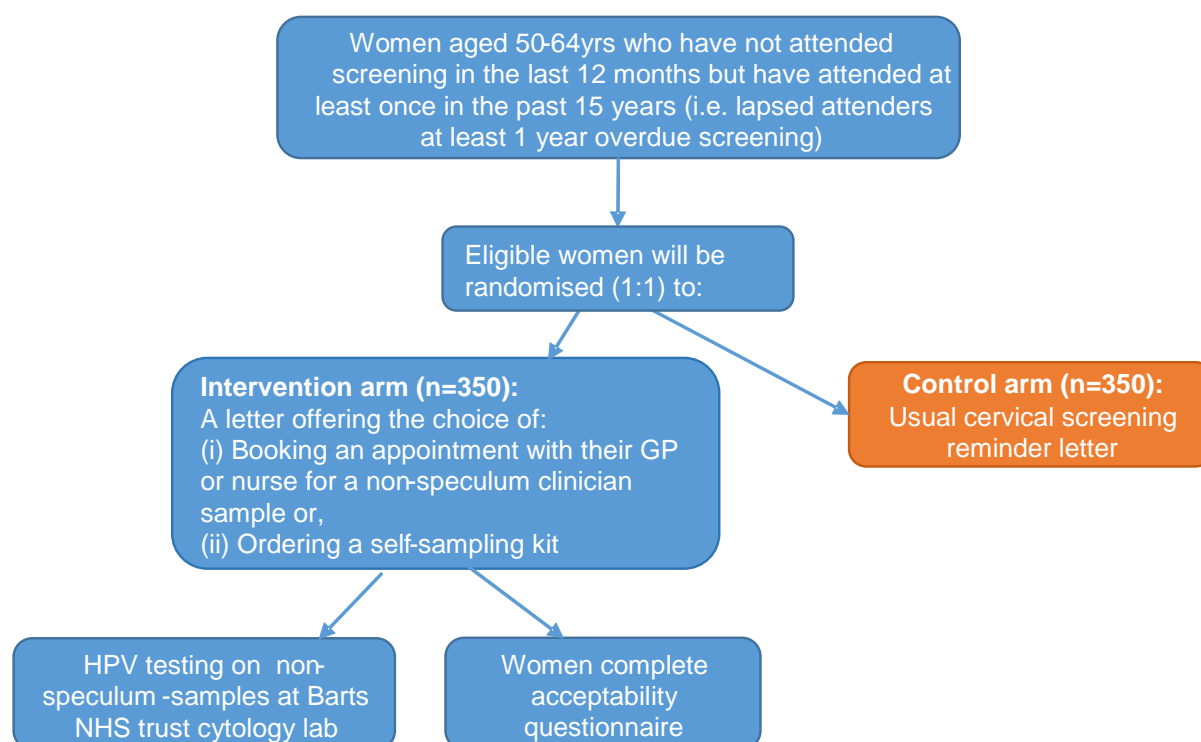 Women aged 50-64yrs who have not attended
screening in the last 12 months but have attended at
least once in the past 15 years (i.e. lapsed attenders
at least 1 year overdue screening)
Eligible women will be
randomised (1:1) to:
Intervention arm (n=350):
A letter offering the choice of:
(i) Booking an appointment with their GP
or nurse for a non-speculum clinician
sample or,
(ii) Ordering a self-sampling kit
Control arm (n=350):
Usual cervical screening
reminder letter
HPV testing on non-
speculum -samples at Barts
NHS trust cytology lab
Women complete
acceptability
questionnaire